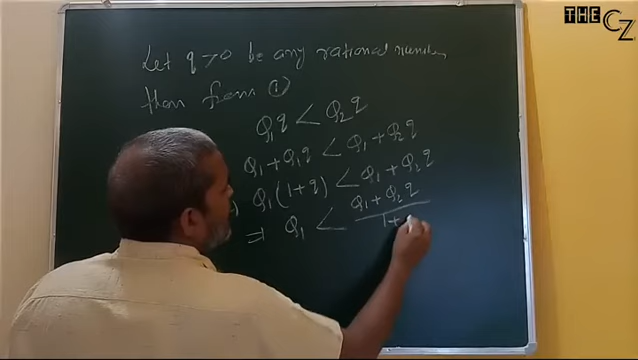 THE CZ
Let q > 0 be any rational number
then from ①
Q₁q < Q₂q
Q₁ + Q₁q < Q₁ + Q₂q
⇒ Q₁(1+q) < Q₁ + Q₂q
⇒ Q₁ < (Q₁ + Q₂q) / 1+